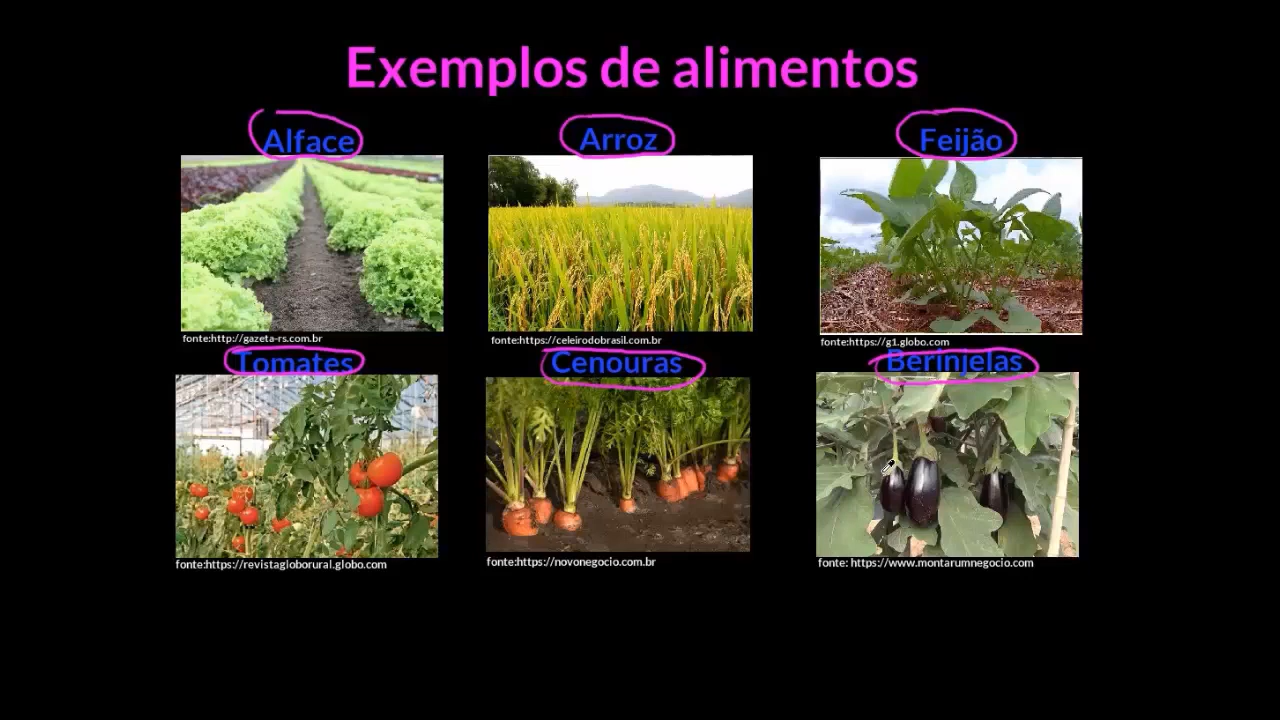 Exemplos de alimentos
Alface
Arroz
Feijão
fonte:http://gazeta-rs.com.br
fonte:https://celeirodobrasil.com.br
fonte:https://g1.globo.com
Tomates
Cenouras
Berinjelas
fonte:https://revistagloborural.globo.com
fonte:https://novonegocio.com.br
fonte: https://www.montarumnegocio.com